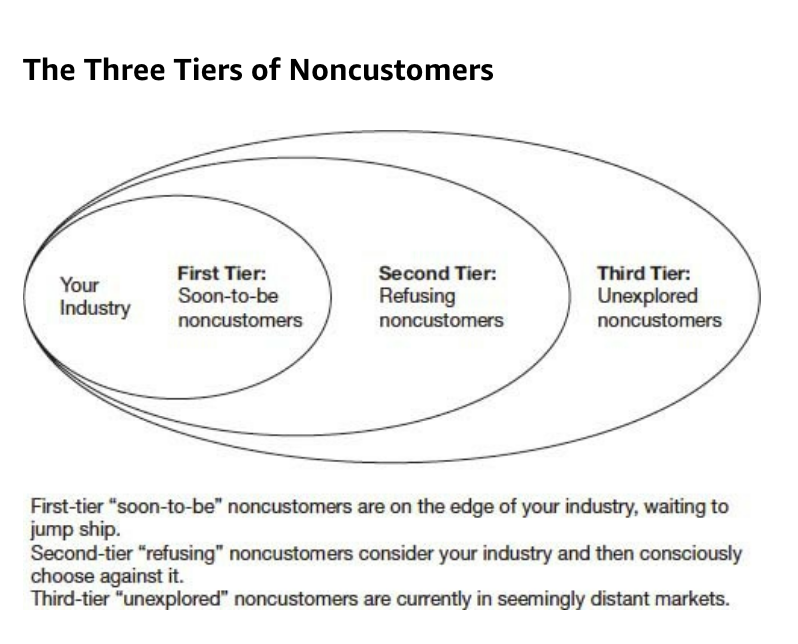 The Three Tiers of Noncustomers
Your
Industry
First Tier:
Soon-to-be
noncustomers
Second Tier:
Refusing
noncustomers
Third Tier:
Unexplored
noncustomers
First-tier “soon-to-be” noncustomers are on the edge of your industry, waiting to
jump ship.
Second-tier “refusing” noncustomers consider your industry and then consciously
choose against it.
Third-tier “unexplored” noncustomers are currently in seemingly distant markets.